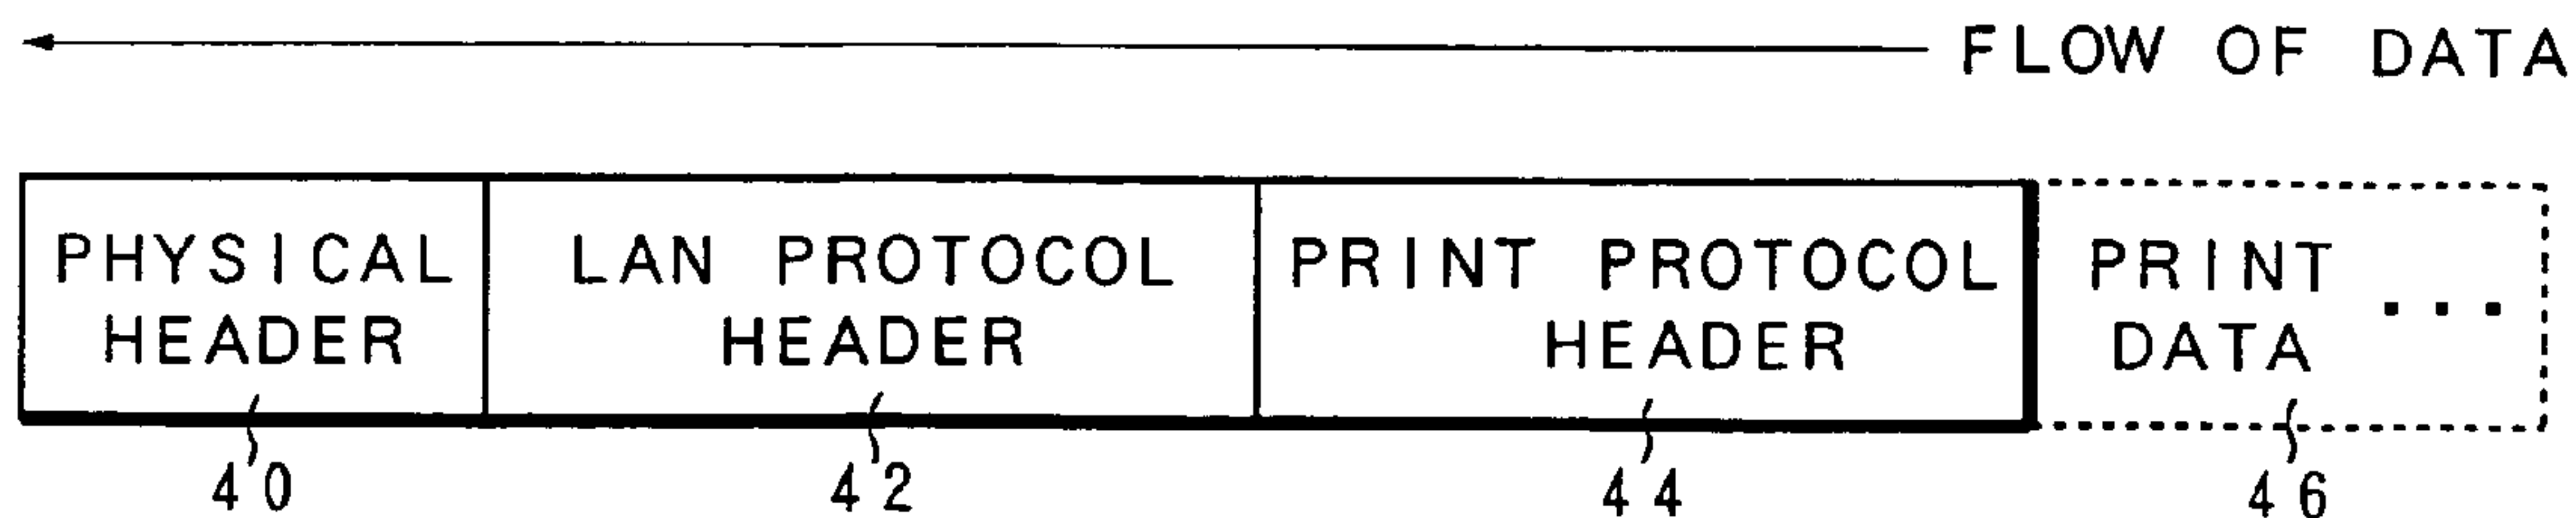 FLOW OF DATA
PHYSICAL
HEADER
LAN PROTOCOL
HEADER
PRINT PROTOCOL
HEADER
PRINT
DATA ...
40
42
44
46